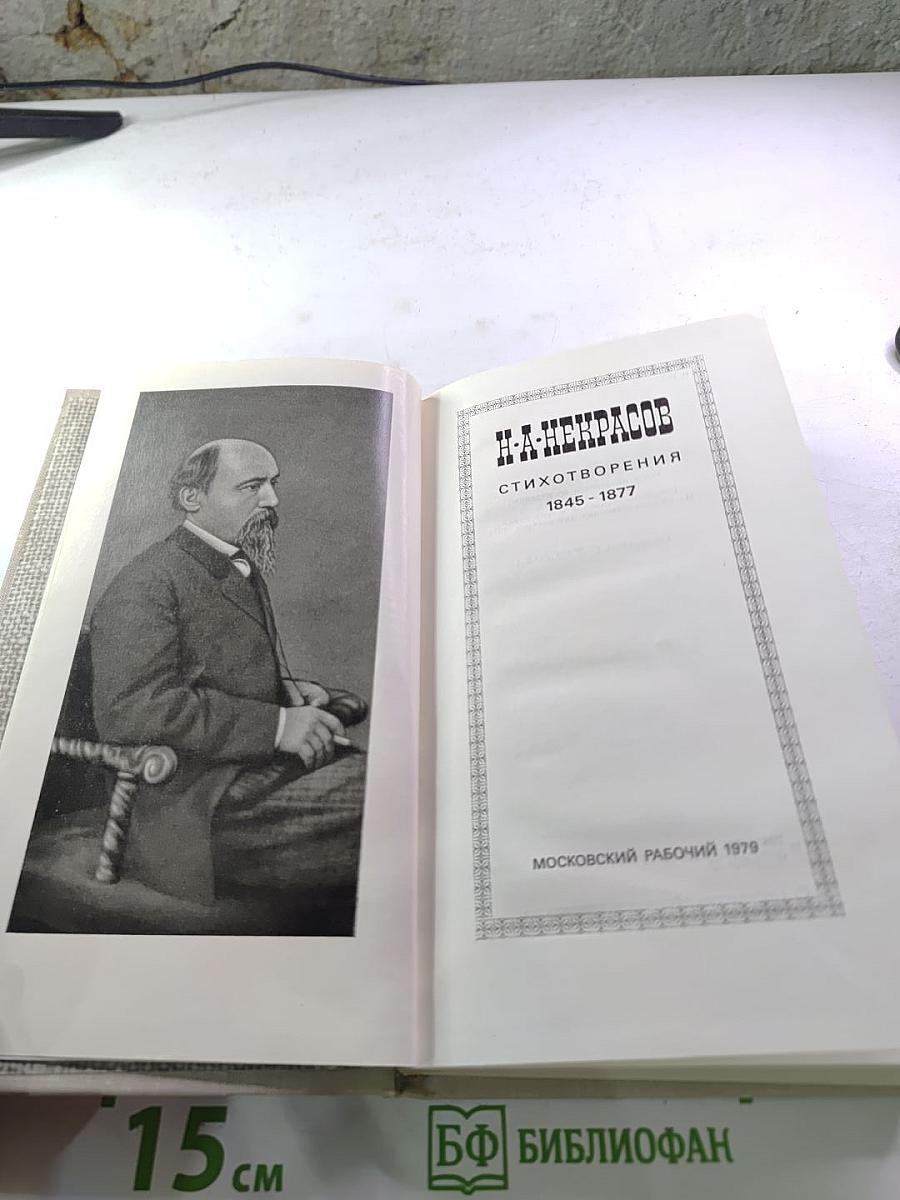 Н·А·НЕКРАСОВ
СТИХОТВОРЕНИЯ
1845 - 1877
МОСКОВСКИЙ РАБОЧИЙ 1979
15 см
БФ БИБЛИОФАН